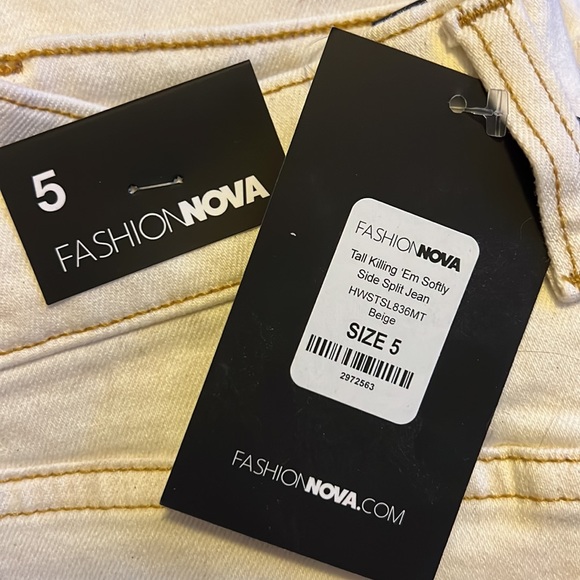 5
FASHIONNOVA
FASHIONNOVA
Tall Killing 'Em Softly
Side Split Jean
HWSTSL836MT
Beige
SIZE 5
2972563
FASHIONNOVA.COM